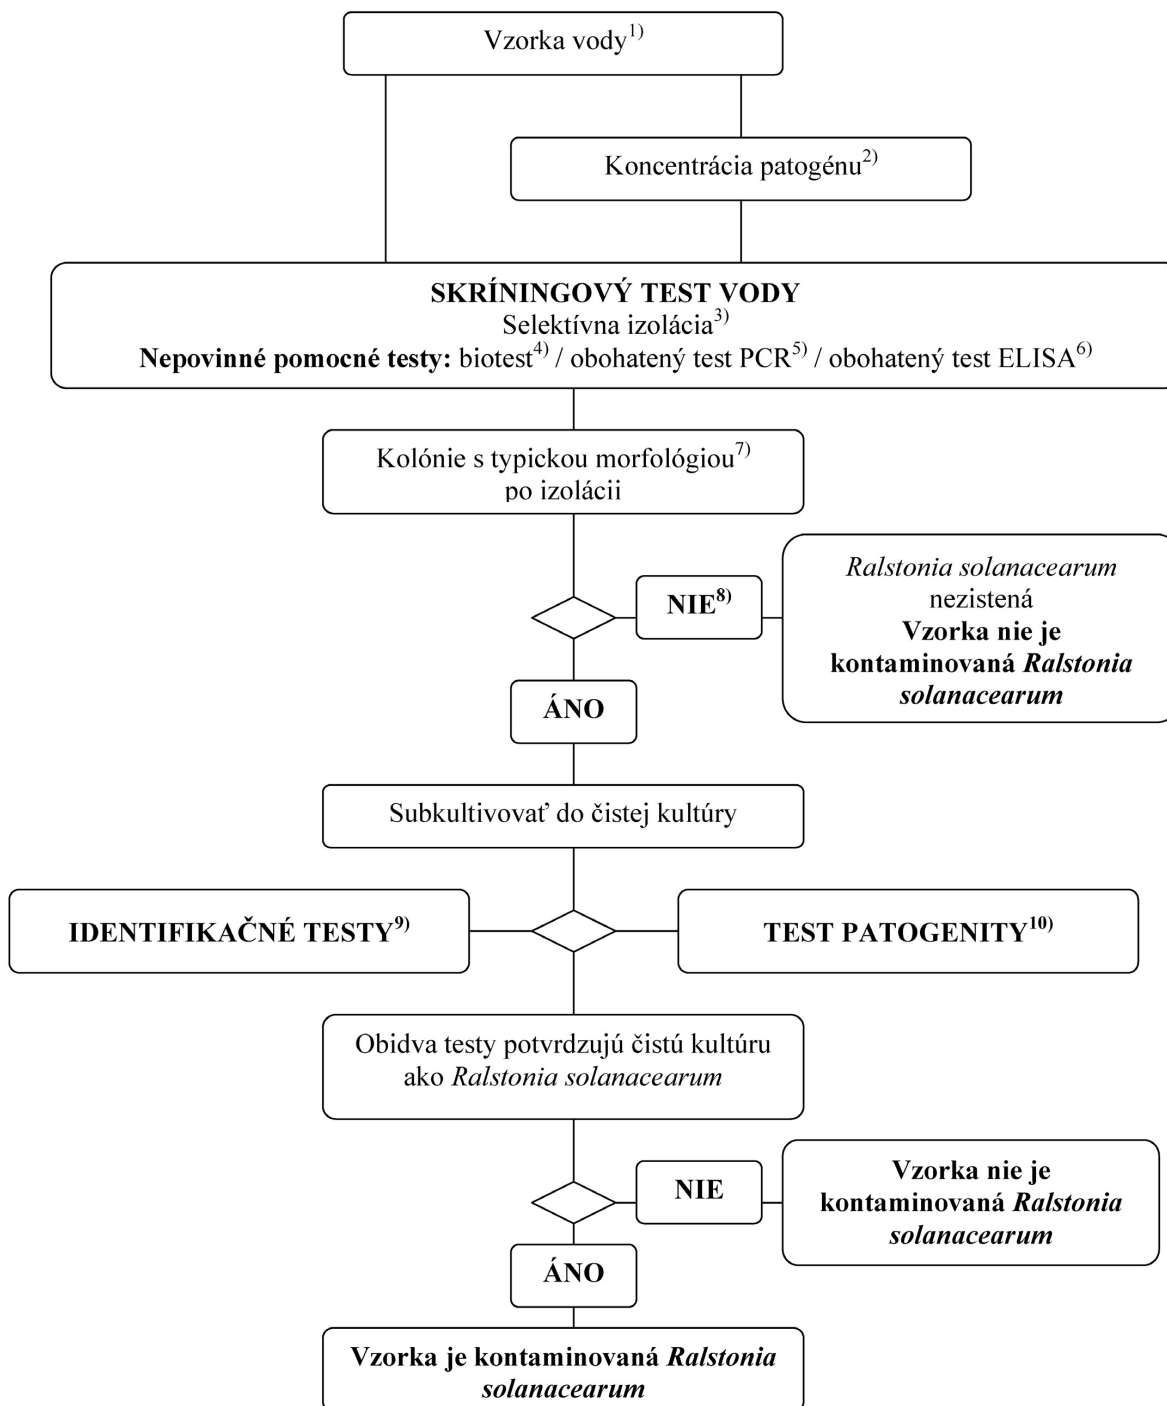 Vzorka vody1)
Koncentrácia patogénu2)
SKRÍNINGOVÝ TEST VODY
Selektívna izolácia3)
Nepovinné pomocné testy: biotest4) / obohatený test PCR5) / obohatený test ELISA6)
Kolónie s typickou morfológiou7)
po izolácii
NIE8)
Ralstonia solanacearum
nezistená
Vzorka nie je
kontaminovaná Ralstonia
solanacearum
ÁNO
Subkultivovať do čistej kultúry
IDENTIFIKAČNÉ TESTY9)
TEST PATOGENITY10)
Obidva testy potvrdzujú čistú kultúru
ako Ralstonia solanacearum
NIE
Vzorka nie je
kontaminovaná Ralstonia
solanacearum
ÁNO
Vzorka je kontaminovaná Ralstonia
solanacearum